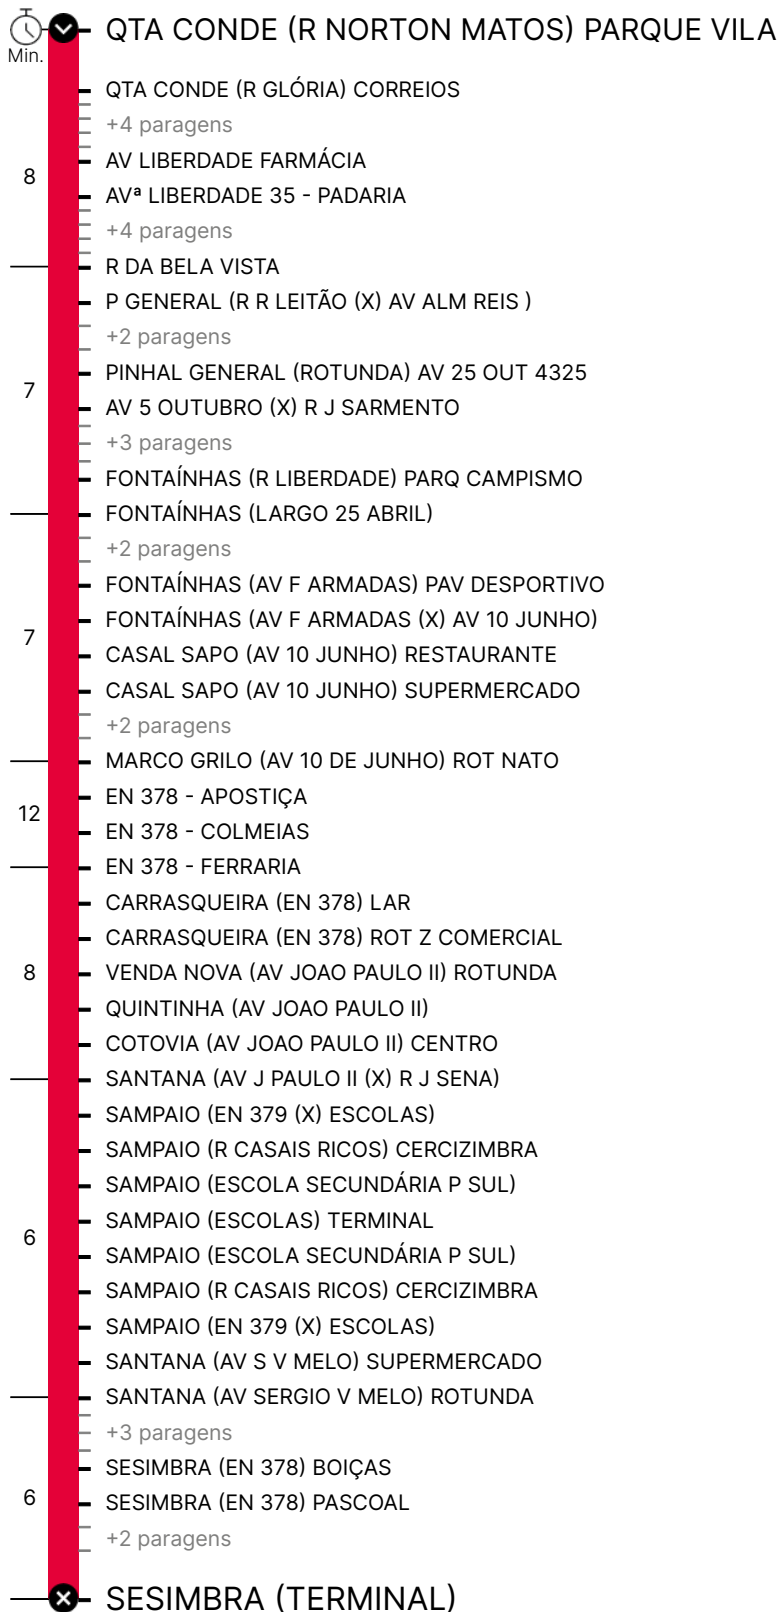 QTA CONDE (R NORTON MATOS) PARQUE VILA
Min.
QTA CONDE (R GLÓRIA) CORREIOS
+4 paragens
AV LIBERDADE FARMÁCIA
8
AVª LIBERDADE 35 - PADARIA
+4 paragens
R DA BELA VISTA
P GENERAL (R R LEITÃO (X) AV ALM REIS )
+2 paragens
PINHAL GENERAL (ROTUNDA) AV 25 OUT 4325
7
AV 5 OUTUBRO (X) R J SARMENTO
+3 paragens
FONTAÍNHAS (R LIBERDADE) PARQ CAMPISMO
FONTAÍNHAS (LARGO 25 ABRIL)
+2 paragens
FONTAÍNHAS (AV F ARMADAS) PAV DESPORTIVO
FONTAÍNHAS (AV F ARMADAS (X) AV 10 JUNHO)
7
CASAL SAPO (AV 10 JUNHO) RESTAURANTE
CASAL SAPO (AV 10 JUNHO) SUPERMERCADO
+2 paragens
MARCO GRILO (AV 10 DE JUNHO) ROT NATO
EN 378 - APOSTIÇA
12
EN 378 - COLMEIAS
EN 378 - FERRARIA
CARRASQUEIRA (EN 378) LAR
CARRASQUEIRA (EN 378) ROT Z COMERCIAL
8
VENDA NOVA (AV JOAO PAULO II) ROTUNDA
QUINTINHA (AV JOAO PAULO II)
COTOVIA (AV JOAO PAULO II) CENTRO
SANTANA (AV J PAULO II (X) R J SENA)
SAMPAIO (EN 379 (X) ESCOLAS)
SAMPAIO (R CASAIS RICOS) CERCIZIMBRA
SAMPAIO (ESCOLA SECUNDÁRIA P SUL)
SAMPAIO (ESCOLAS) TERMINAL
6
SAMPAIO (ESCOLA SECUNDÁRIA P SUL)
SAMPAIO (R CASAIS RICOS) CERCIZIMBRA
SAMPAIO (EN 379 (X) ESCOLAS)
SANTANA (AV S V MELO) SUPERMERCADO
SANTANA (AV SERGIO V MELO) ROTUNDA
+3 paragens
SESIMBRA (EN 378) BOIÇAS
6
SESIMBRA (EN 378) PASCOAL
+2 paragens
SESIMBRA (TERMINAL)